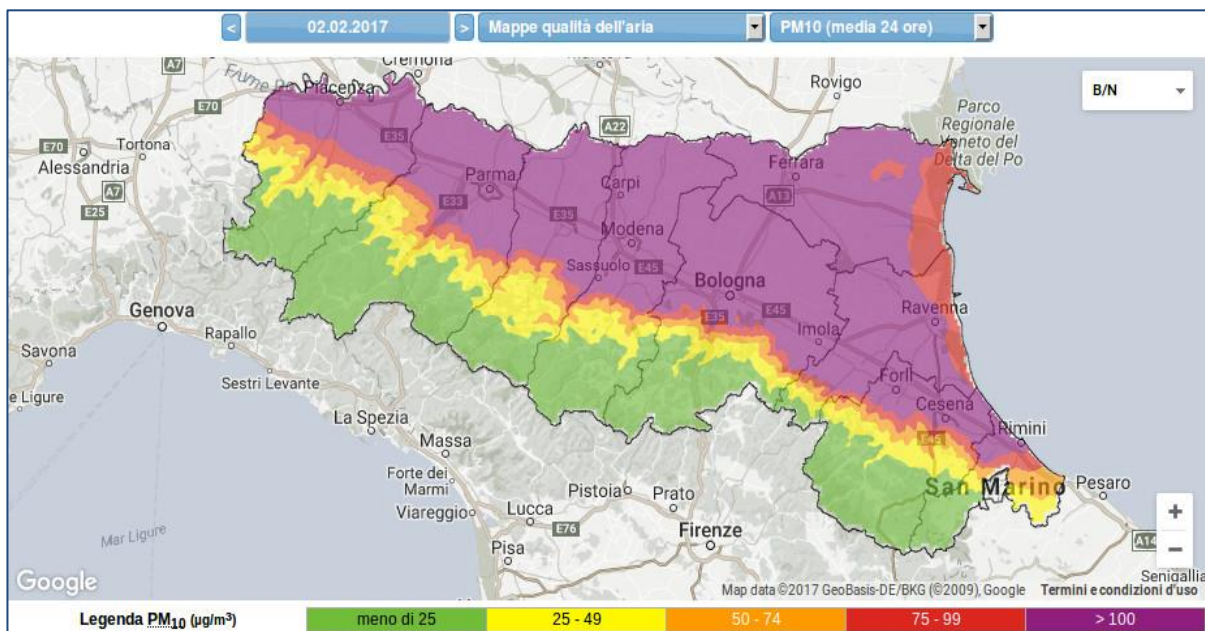 < 02.02.2017 > Mappe qualità dell'aria PM10 (media 24 ore)
B/N
A7
Cremona
Piacenza
Rovigo
E70
A22
Parco
Regionale
Veneto del
Delta del Po
E70
Tortona
Alessandria
E35
Ferrara
A7
Parma
Carpi
A13
E25
E33
E35
Modena
Sassuolo
E45
Bologna
Genova
E35
E45
Ravenna
Rapallo
Imola
Savona
Sestri Levante
Forlì
e Ligure
Cesena
La Spezia
Rimini
Massa
E45
San Marino
Forte dei
Marmi
Pesaro
Viareggio
Pistoia
Prato
Lucca
E76
Firenze
Mar Ligure
Pisa
A14
+
−
Senigallia
Google
Map data ©2017 GeoBasis-DE/BKG (©2009), Google Termini e condizioni d'uso
Legenda PM10 (µg/m³) meno di 25 25 - 49 50 - 74 75 - 99 > 100